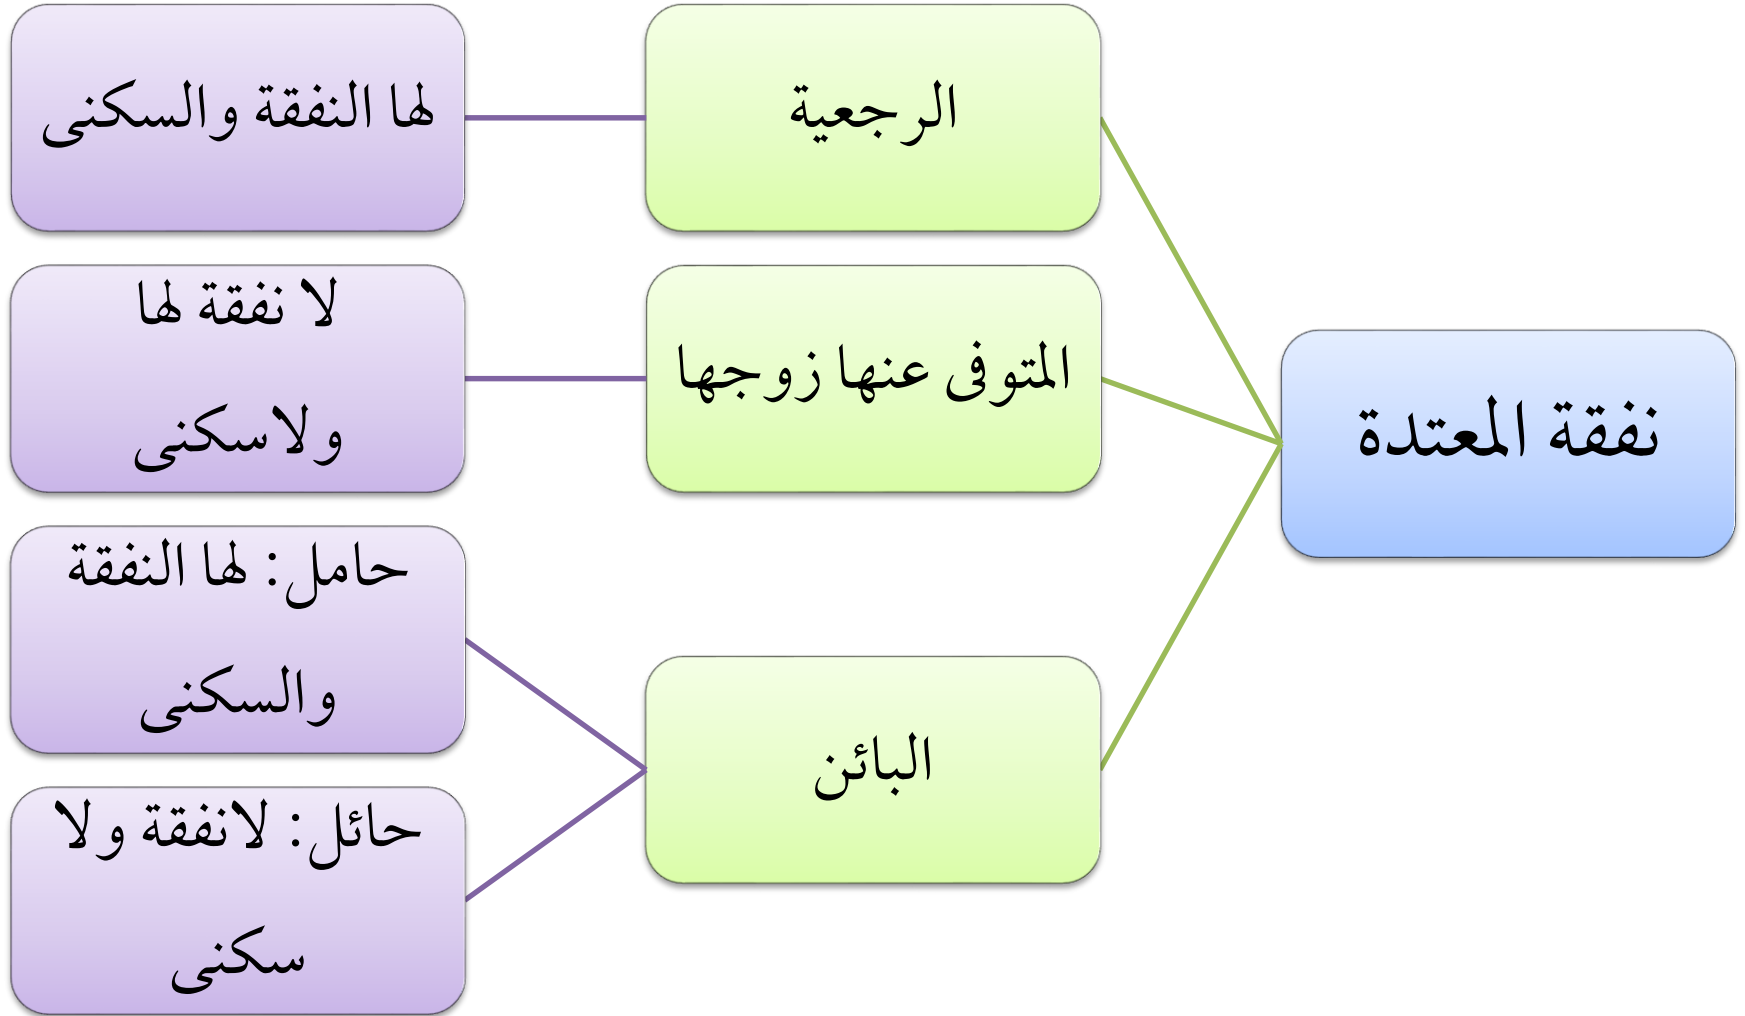 نفقة المعتدة
الرجعية
لها النفقة والسكنى
المتوفى عنها زوجها
لا نفقة لها
ولاسكنى
البائن
حامل: لها النفقة
والسكنى
حائل: لانفقة ولا
سكنى